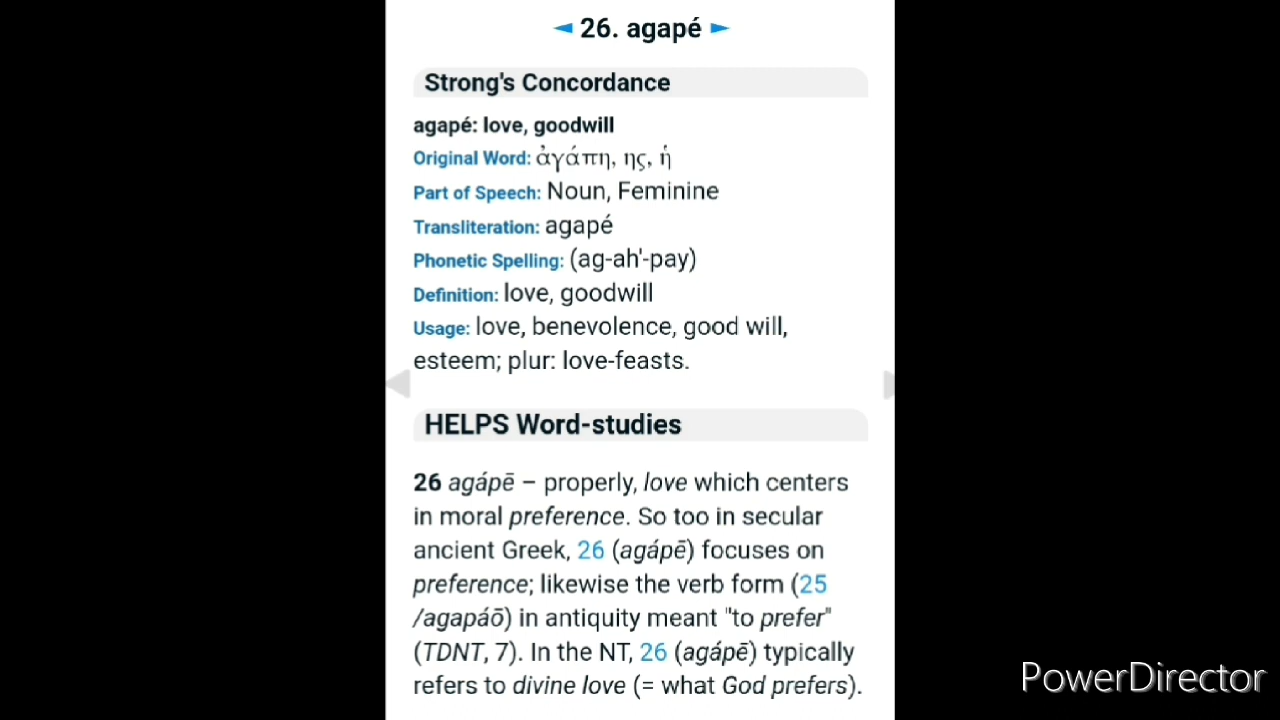 ◄ 26. agapé ►
Strong's Concordance
agapé: love, goodwill
Original Word: ἀγάπη, ης, ἡ
Part of Speech: Noun, Feminine
Transliteration: agapé
Phonetic Spelling: (ag-ah'-pay)
Definition: love, goodwill
Usage: love, benevolence, good will,
esteem; plur: love-feasts.
HELPS Word-studies
26 agápē – properly, love which centers
in moral preference. So too in secular
ancient Greek, 26 (agápē) focuses on
preference; likewise the verb form (25
/agapáō) in antiquity meant "to prefer"
(TDNT, 7). In the NT, 26 (agápē) typically
refers to divine love (= what God prefers).
PowerDirector